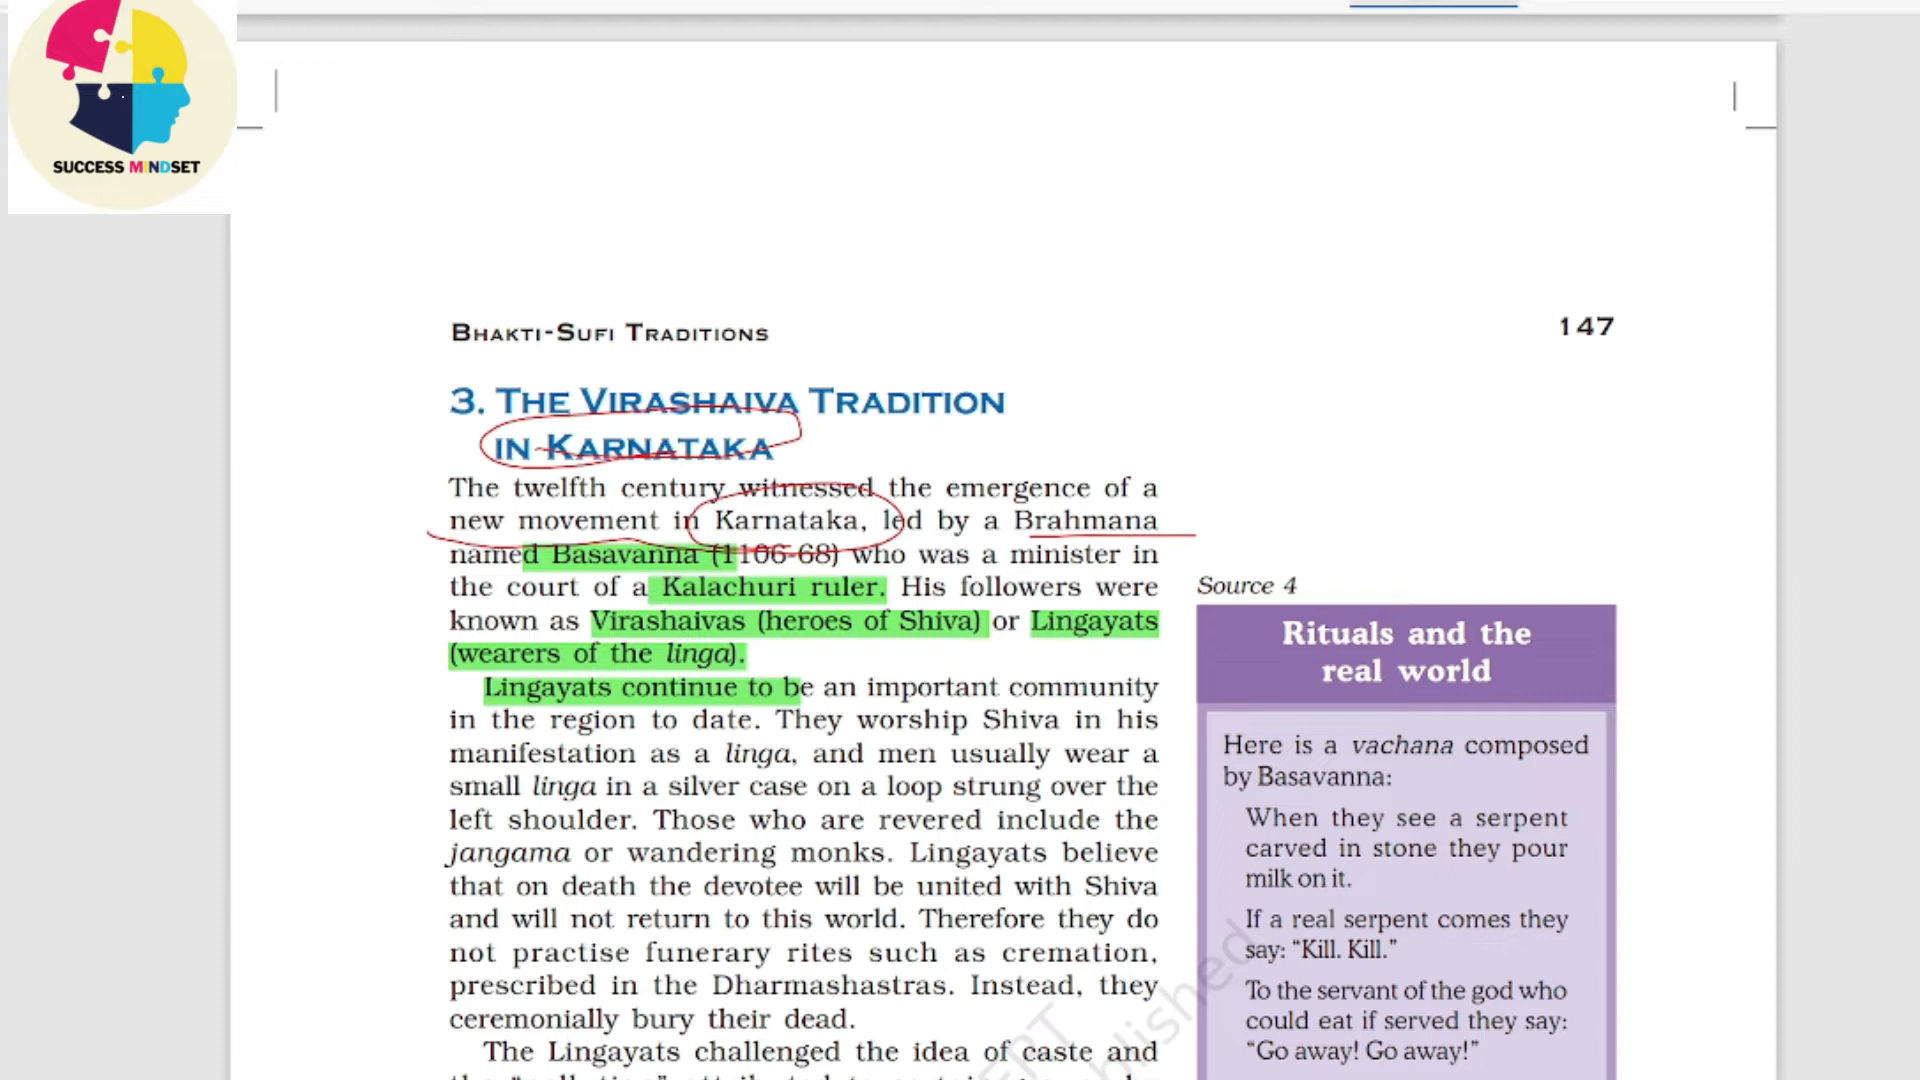 SUCCESS MINDSET
BHAKTI-SUFI TRADITIONS
147
3. THE VIRASHAIVA TRADITION
IN KARNATAKA
The twelfth century witnessed the emergence of a
new movement in Karnataka, led by a Brahmana
named Basavanna (1106-68) who was a minister in
the court of a Kalachuri ruler. His followers were
known as Virashaivas (heroes of Shiva) or Lingayats
(wearers of the linga).
Lingayats continue to be an important community
in the region to date. They worship Shiva in his
manifestation as a linga, and men usually wear a
small linga in a silver case on a loop strung over the
left shoulder. Those who are revered include the
jangama or wandering monks. Lingayats believe
that on death the devotee will be united with Shiva
and will not return to this world. Therefore they do
not practise funerary rites such as cremation,
prescribed in the Dharmashastras. Instead, they
ceremonially bury their dead.
The Lingayats challenged the idea of caste and
Source 4
Rituals and the
real world
Here is a vachana composed
by Basavanna:
When they see a serpent
carved in stone they pour
milk on it.
If a real serpent comes they
say: “Kill. Kill.”
To the servant of the god who
could eat if served they say:
“Go away! Go away!”